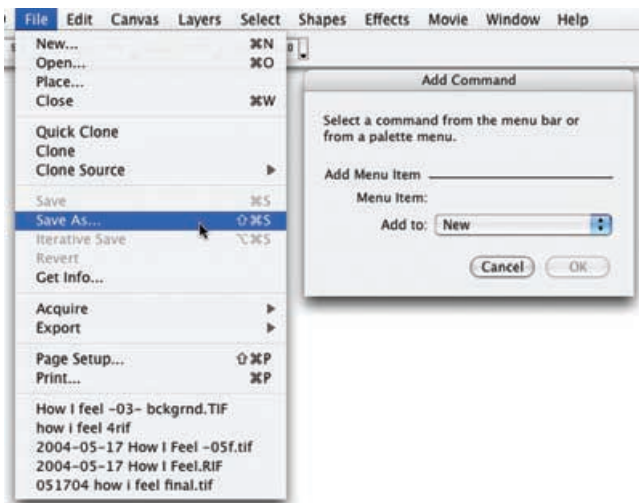 File Edit Canvas Layers Select Shapes Effects Movie Window Help
New... ⌘N
Open... ⌘O
Place...
Close ⌘W
Quick Clone
Clone
Clone Source
Save ⌘S
Save As... ⇧⌘S
Iterative Save ⌥⌘S
Revert
Get Info...
Acquire
Export
Page Setup... ⇧⌘P
Print... ⌘P
How I feel -03- bckgrnd.TIF
how i feel 4rif
2004-05-17 How I Feel -05f.tif
2004-05-17 How I Feel.RIF
051704 how i feel final.tif
Add Command
Select a command from the menu bar or
from a palette menu.
Add Menu Item
Menu Item:
Add to: New
Cancel OK